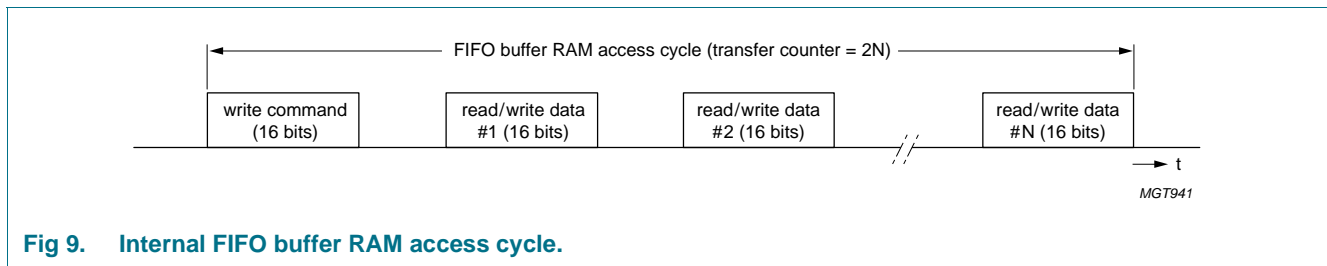 FIFO buffer RAM access cycle (transfer counter = 2N)
write command
(16 bits)
read/write data
#1 (16 bits)
read/write data
#2 (16 bits)
read/write data
#N (16 bits)
t
MGT941
Fig 9. Internal FIFO buffer RAM access cycle.